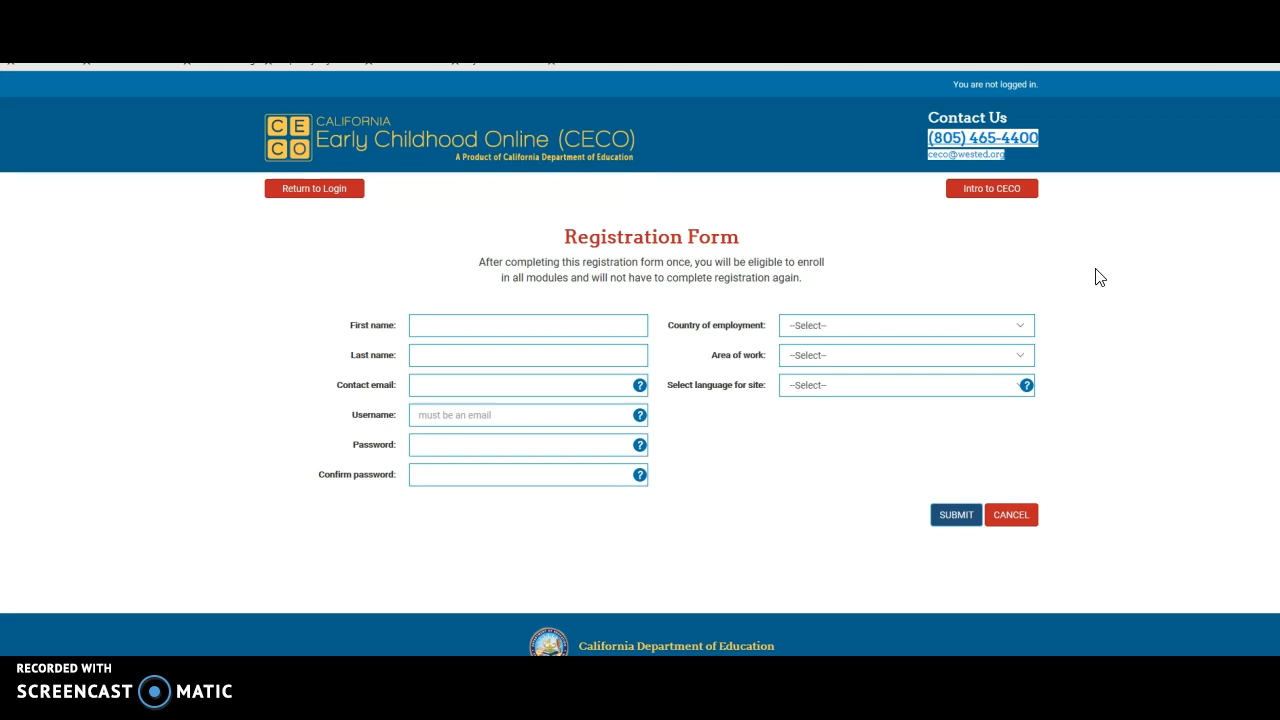 You are not logged in.
CE
CO
CALIFORNIA
Early Childhood Online (CECO)
A Product of California Department of Education
Contact Us
(805) 465-4400
ceco@wested.org
Return to Login
Intro to CECO
Registration Form
After completing this registration form once, you will be eligible to enroll
in all modules and will not have to complete registration again.
First name:
Last name:
Contact email: ?
Username: must be an email ?
Password: ?
Confirm password: ?
Country of employment: --Select--
Area of work: --Select--
Select language for site: --Select-- ?
SUBMIT CANCEL
California Department of Education
RECORDED WITH
SCREENCAST MATIC